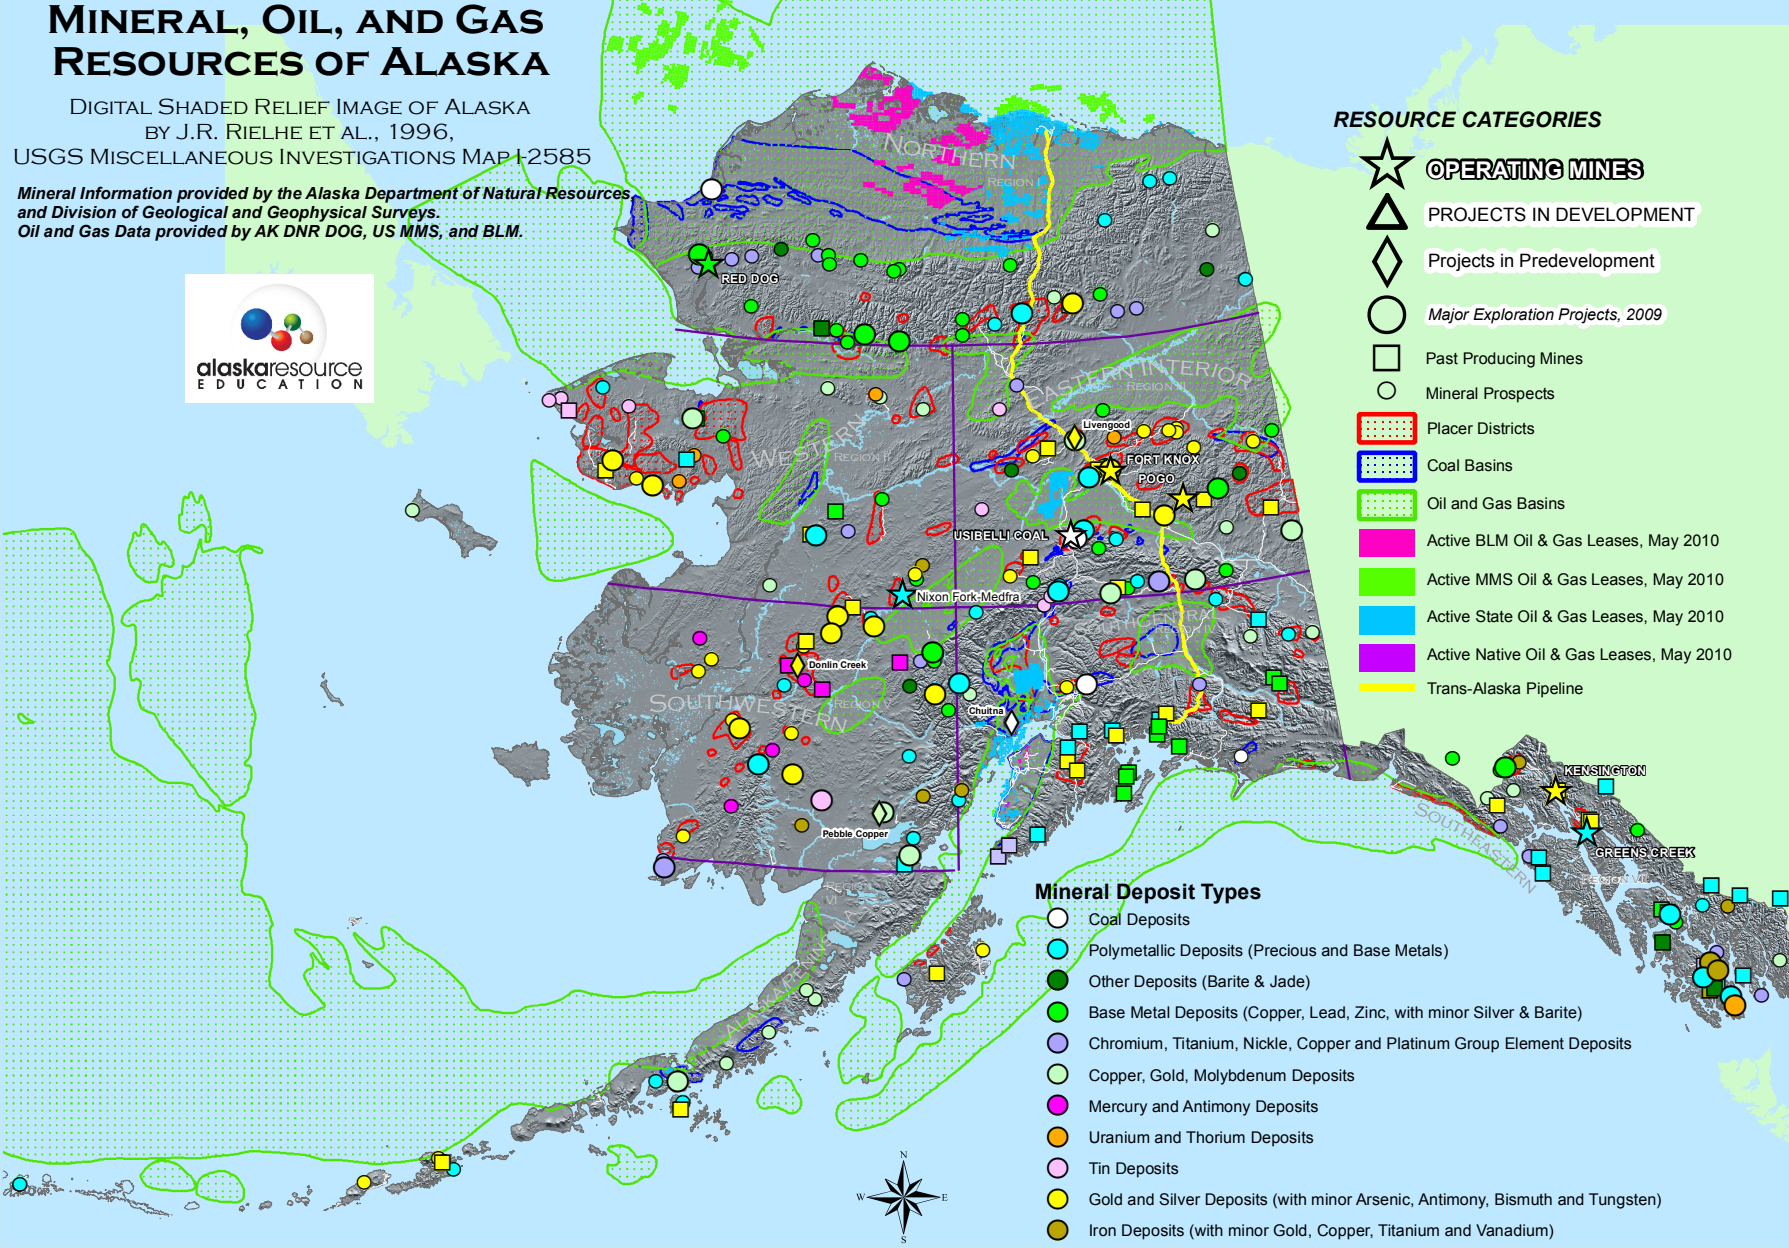 MINERAL, OIL, AND GAS
RESOURCES OF ALASKA
DIGITAL SHADED RELIEF IMAGE OF ALASKA
BY J.R. RIELHE ET AL., 1996,
USGS MISCELLANEOUS INVESTIGATIONS MAP I-2585
Mineral Information provided by the Alaska Department of Natural Resources,
and Division of Geological and Geophysical Surveys.
Oil and Gas Data provided by AK DNR DOG, US MMS, and BLM.
alaskaresource
EDUCATION
RESOURCE CATEGORIES
OPERATING MINES
PROJECTS IN DEVELOPMENT
Projects in Predevelopment
Major Exploration Projects, 2009
Past Producing Mines
Mineral Prospects
Placer Districts
Coal Basins
Oil and Gas Basins
Active BLM Oil & Gas Leases, May 2010
Active MMS Oil & Gas Leases, May 2010
Active State Oil & Gas Leases, May 2010
Active Native Oil & Gas Leases, May 2010
Trans-Alaska Pipeline
NORTHERN
REGION I
RED DOG
EASTERN INTERIOR
REGION III
WESTERN
REGION II
Livengood
FORT KNOX
POGO
USIBELLI COAL
Nixon Fork-Medfra
Donlin Creek
SOUTHWESTERN
REGION V
Chuitna
Pebble Copper
REGION
VI
KENSINGTON
GREENS CREEK
SOUTHEASTERN
REGION VII
Mineral Deposit Types
Coal Deposits
Polymetallic Deposits (Precious and Base Metals)
Other Deposits (Barite & Jade)
Base Metal Deposits (Copper, Lead, Zinc, with minor Silver & Barite)
Chromium, Titanium, Nickle, Copper and Platinum Group Element Deposits
Copper, Gold, Molybdenum Deposits
Mercury and Antimony Deposits
Uranium and Thorium Deposits
Tin Deposits
Gold and Silver Deposits (with minor Arsenic, Antimony, Bismuth and Tungsten)
Iron Deposits (with minor Gold, Copper, Titanium and Vanadium)
N
W
E
S